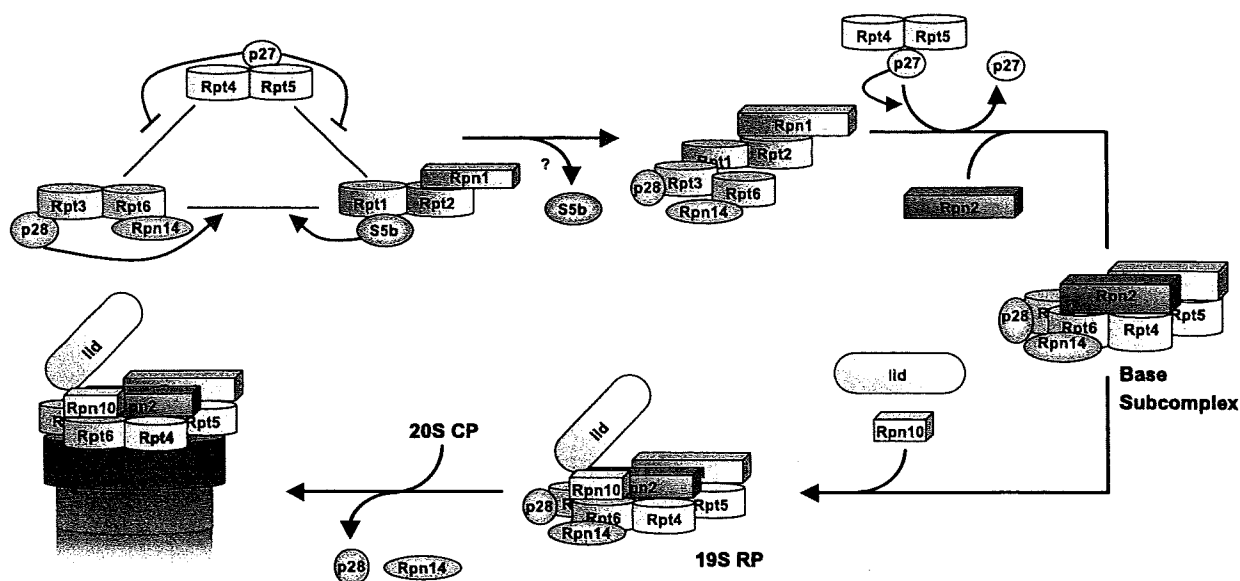 p27
Rpt4 Rpt5
Rpt3 Rpt6
p28 Rpn14
Rpn1
Rpt1 Rpt2
S5b
?
S5b
Rpn1
Rpt1 Rpt2
p28 Rpt3 Rpt6
Rpn14
Rpt4 Rpt5
p27
p27
Rpn2
Rpn2
p28
Rpt6 Rpt4 Rpt5
Rpn14
Base
Subcomplex
lid
Rpn10
lid
Rpn10
p28
Rpt6 Rpt4 Rpt5
Rpn14
19S RP
20S CP
p28 Rpn14
lid
Rpn10
Rpt6 Rpt4 Rpt5